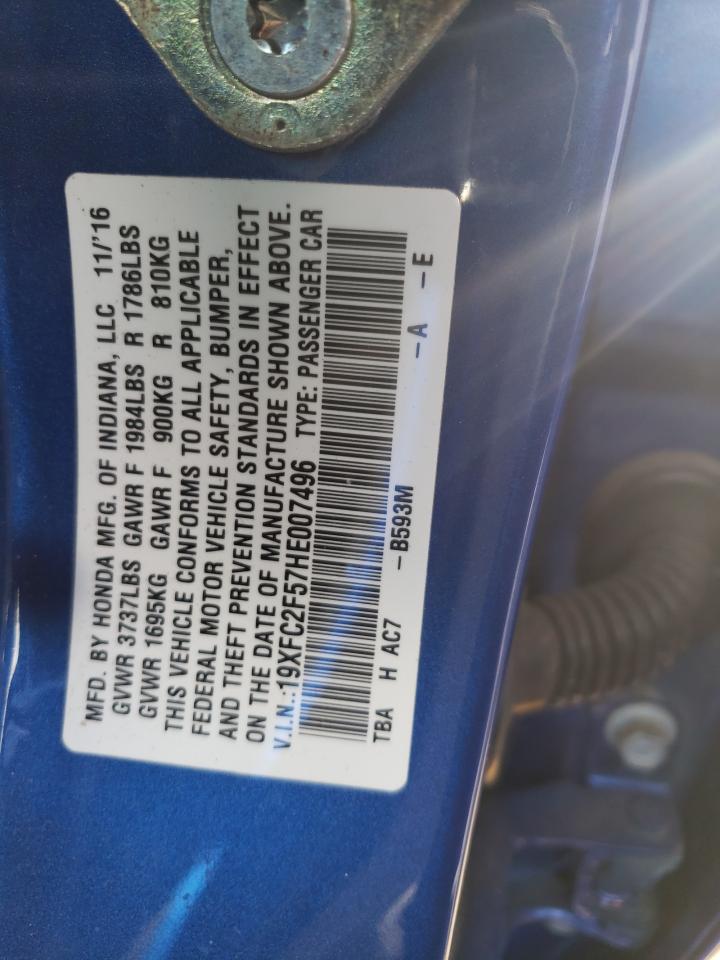 MFD. BY HONDA MFG. OF INDIANA, LLC 11/'16
GVWR 3737LBS GAWR F 1984LBS R 1786LBS
GVWR 1695KG GAWR F 900KG R 810KG
THIS VEHICLE CONFORMS TO ALL APPLICABLE
FEDERAL MOTOR VEHICLE SAFETY, BUMPER,
AND THEFT PREVENTION STANDARDS IN EFFECT
ON THE DATE OF MANUFACTURE SHOWN ABOVE.
V.I.N.:19XFC2F57HE007496 TYPE: PASSENGER CAR
TBA H AC7 -B593M -A -E